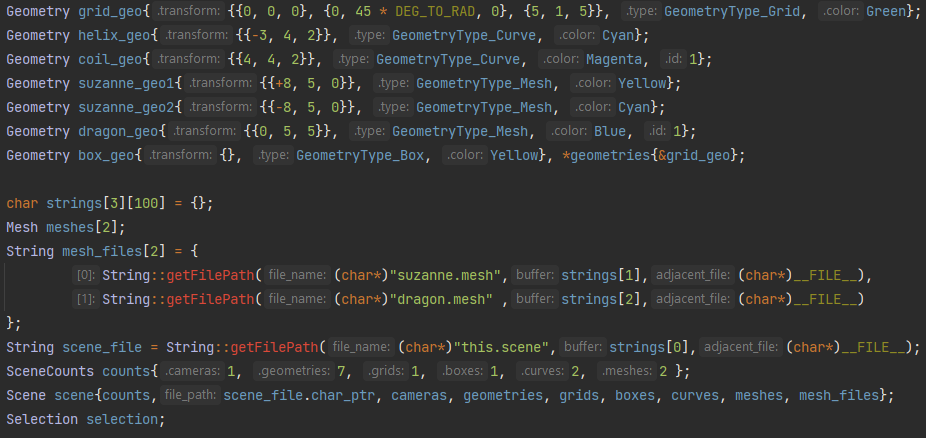 Geometry grid_geo{ .transform: {{0, 0, 0}, {0, 45 * DEG_TO_RAD, 0}, {5, 1, 5}}, .type: GeometryType_Grid, .color: Green};
Geometry helix_geo{ .transform: {{-3, 4, 2}}, .type: GeometryType_Curve, .color: Cyan};
Geometry coil_geo{ .transform: {{4, 4, 2}}, .type: GeometryType_Curve, .color: Magenta, .id: 1};
Geometry suzanne_geo1{ .transform: {{+8, 5, 0}}, .type: GeometryType_Mesh, .color: Yellow};
Geometry suzanne_geo2{ .transform: {{-8, 5, 0}}, .type: GeometryType_Mesh, .color: Cyan};
Geometry dragon_geo{ .transform: {{0, 5, 5}}, .type: GeometryType_Mesh, .color: Blue, .id: 1};
Geometry box_geo{ .transform: {}, .type: GeometryType_Box, .color: Yellow}, *geometries{&grid_geo};
char strings[3][100] = {};
Mesh meshes[2];
String mesh_files[2] = {
[0]: String::getFilePath( file_name: (char*)"suzanne.mesh", buffer: strings[1], adjacent_file: (char*)__FILE__),
[1]: String::getFilePath( file_name: (char*)"dragon.mesh" , buffer: strings[2], adjacent_file: (char*)__FILE__)
};
String scene_file = String::getFilePath( file_name: (char*)"this.scene", buffer: strings[0], adjacent_file: (char*)__FILE__);
SceneCounts counts{ .cameras: 1, .geometries: 7, .grids: 1, .boxes: 1, .curves: 2, .meshes: 2 };
Scene scene{counts, file_path: scene_file.char_ptr, cameras, geometries, grids, boxes, curves, meshes, mesh_files};
Selection selection;